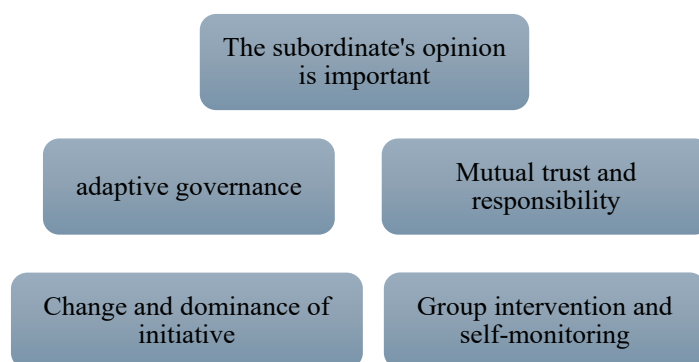 The subordinate's opinion
is important
adaptive governance
Mutual trust and
responsibility
Change and dominance of
initiative
Group intervention and
self-monitoring